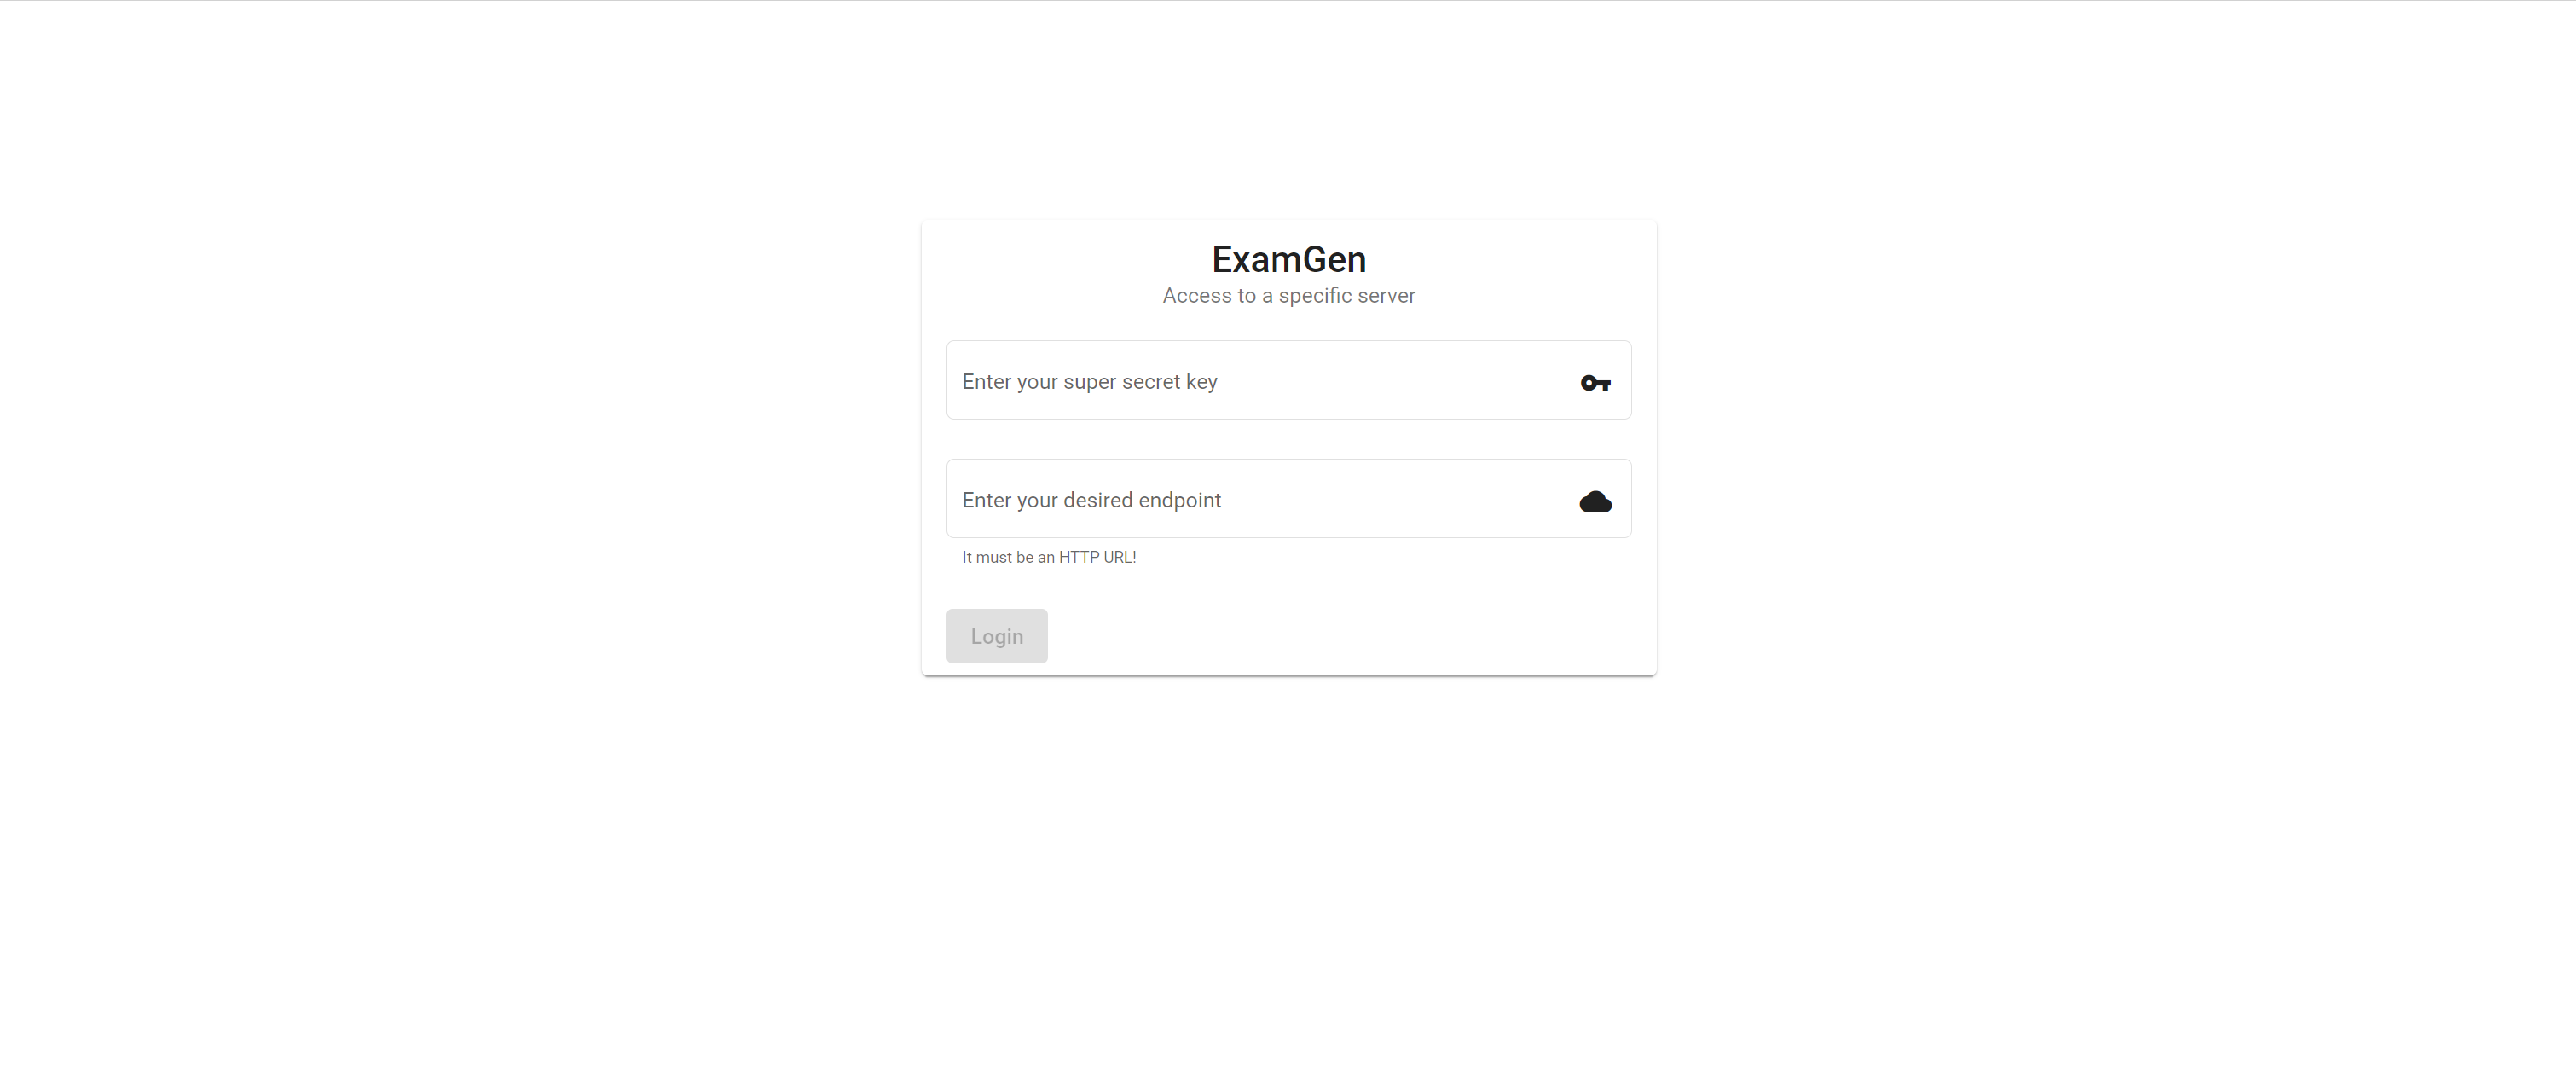 ExamGen
Access to a specific server
Enter your super secret key
Enter your desired endpoint
It must be an HTTP URL!
Login